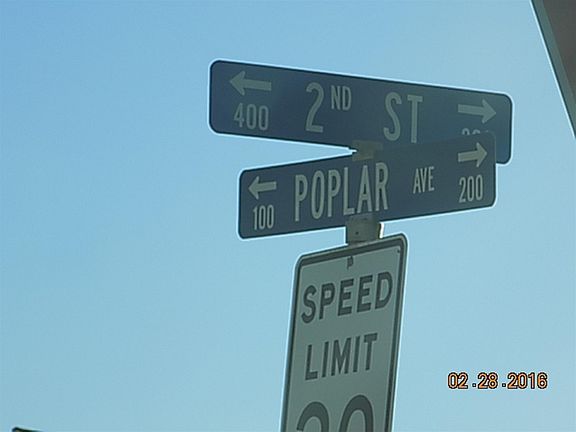 ← 2ND ST →
400
← POPLAR AVE →
100 200
SPEED
LIMIT
02.28.2016